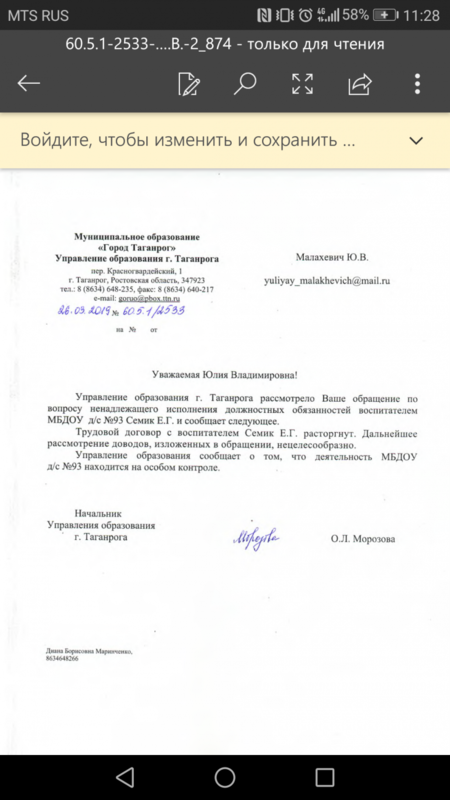 MTS RUS
4G
58%
11:28
60.5.1-2533-....В.-2_874 - только для чтения
Войдите, чтобы изменить и сохранить ...
Муниципальное образование
«Город Таганрог»
Управление образования г. Таганрога
пер. Красногвардейский, 1
г. Таганрог, Ростовская область, 347923
тел.: 8 (8634) 648-235, факс: 8 (8634) 640-217
e-mail: goruo@pbox.ttn.ru
26.03.2019 № 60.5.1/2533
на № от
Малахевич Ю.В.
yuliyay_malakhevich@mail.ru
Уважаемая Юлия Владимировна!
Управление образования г. Таганрога рассмотрело Ваше обращение по
вопросу ненадлежащего исполнения должностных обязанностей воспитателем
МБДОУ д/с №93 Семик Е.Г. и сообщает следующее.
Трудовой договор с воспитателем Семик Е.Г. расторгнут. Дальнейшее
рассмотрение доводов, изложенных в обращении, нецелесообразно.
Управление образования сообщает о том, что деятельность МБДОУ
д/с №93 находится на особом контроле.
Начальник
Управления образования
г. Таганрога
Морозова
О.Л. Морозова
Диана Борисовна Маринченко,
8634648266